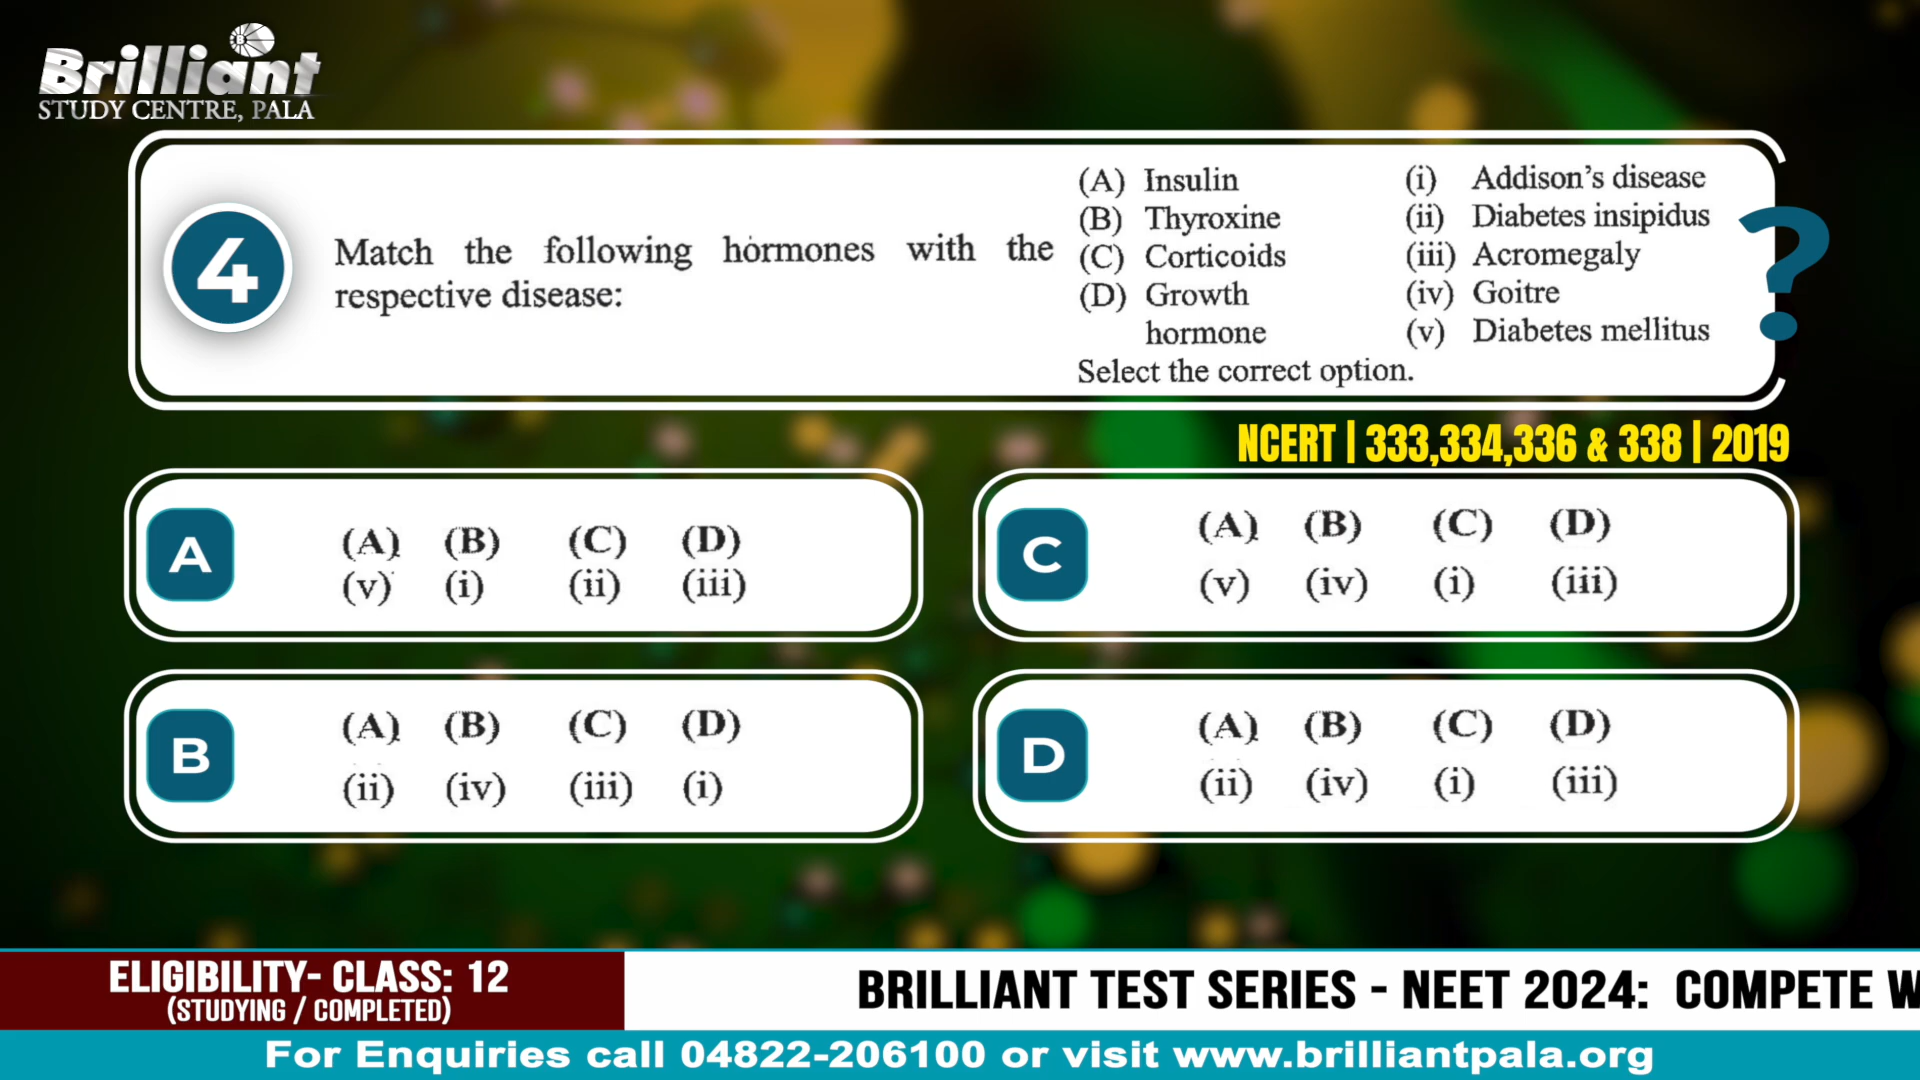 Brilliant
STUDY CENTRE, PALA
4
Match the following hormones with the
respective disease:
(A) Insulin (i) Addison's disease
(B) Thyroxine (ii) Diabetes insipidus
(C) Corticoids (iii) Acromegaly
(D) Growth (iv) Goitre
hormone (v) Diabetes mellitus
Select the correct option.
?
NCERT | 333,334,336 & 338 | 2019
A
(A) (B) (C) (D)
(v) (i) (ii) (iii)
C
(A) (B) (C) (D)
(v) (iv) (i) (iii)
B
(A) (B) (C) (D)
(ii) (iv) (iii) (i)
D
(A) (B) (C) (D)
(ii) (iv) (i) (iii)
ELIGIBILITY- CLASS: 12
(STUDYING / COMPLETED)
BRILLIANT TEST SERIES - NEET 2024: COMPETE W
For Enquiries call 04822-206100 or visit www.brilliantpala.org